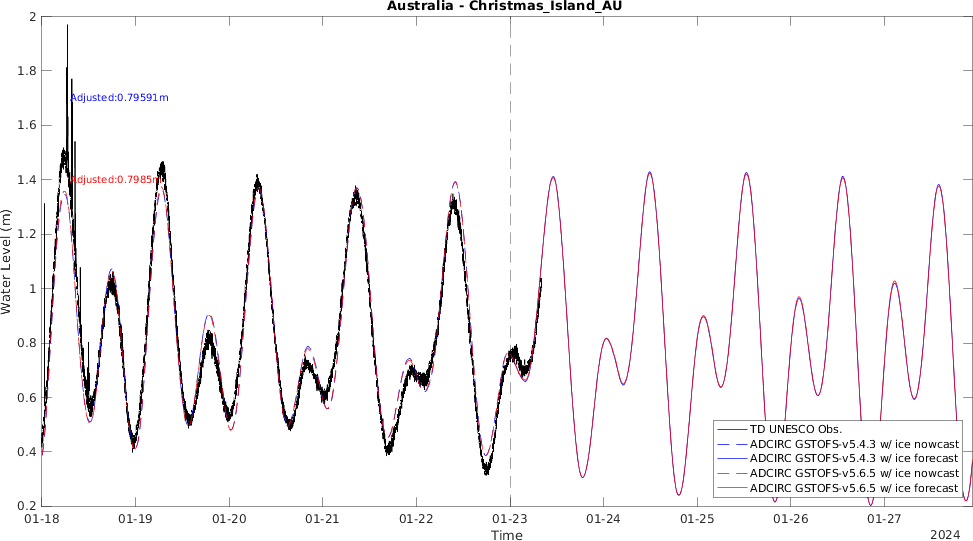 Australia - Christmas_Island_AU
Water Level (m)
2
1.8
1.6
1.4
1.2
1
0.8
0.6
0.4
0.2
Adjusted:0.79591m
Adjusted:0.7985m
TD UNESCO Obs.
ADCIRC GSTOFS-v5.4.3 w/ ice nowcast
ADCIRC GSTOFS-v5.4.3 w/ ice forecast
ADCIRC GSTOFS-v5.6.5 w/ ice nowcast
ADCIRC GSTOFS-v5.6.5 w/ ice forecast
01-18 01-19 01-20 01-21 01-22 01-23 01-24 01-25 01-26 01-27
Time
2024